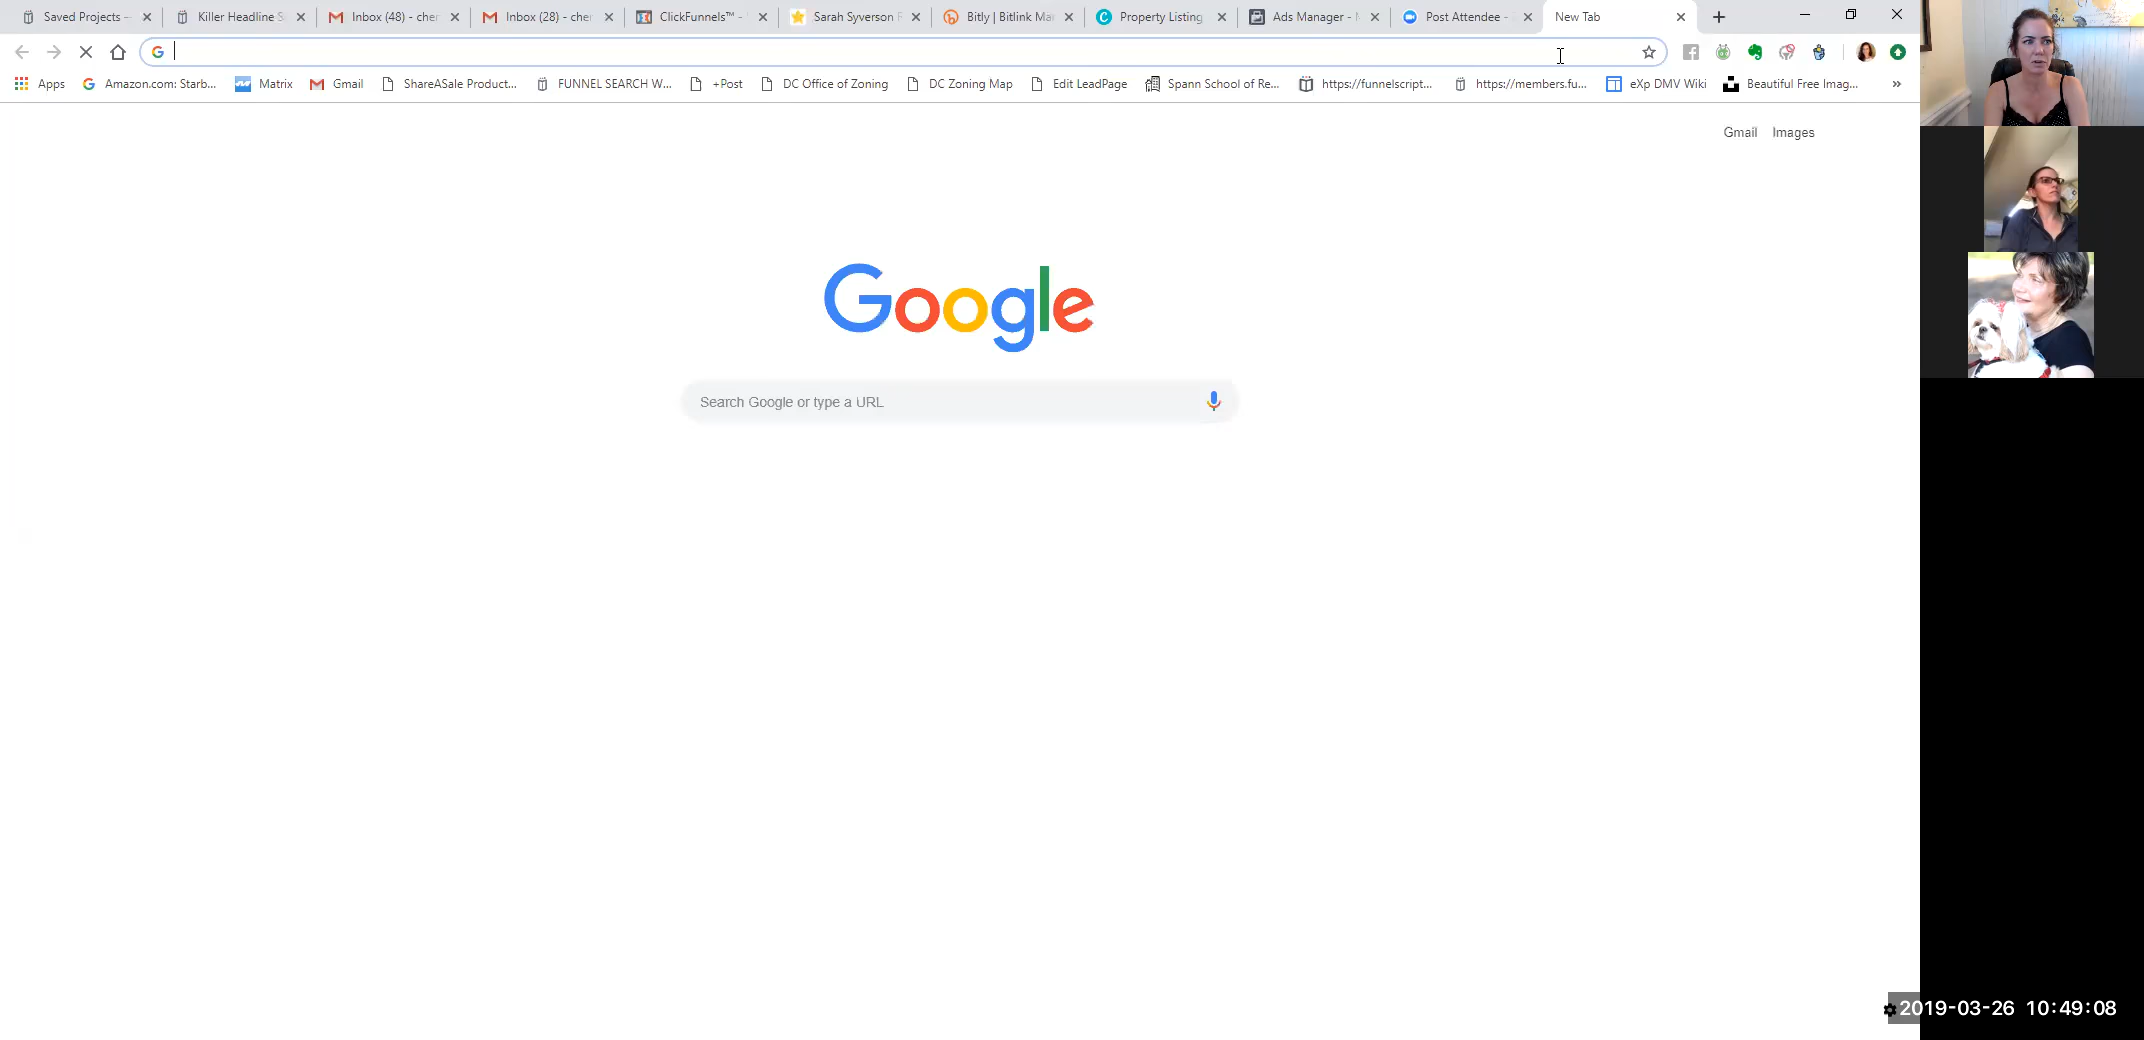 Saved Projects –
Killer Headline S
Inbox (48) - cher
Inbox (28) - cher
ClickFunnels™ -
Sarah Syverson F
Bitly | Bitlink Ma
Property Listing
Ads Manager - M
Post Attendee -
New Tab
Apps
Amazon.com: Starb...
Matrix
Gmail
ShareASale Product...
FUNNEL SEARCH W...
+Post
DC Office of Zoning
DC Zoning Map
Edit LeadPage
Spann School of Re...
https://funnelscript...
https://members.fu...
eXp DMV Wiki
Beautiful Free Imag...
Gmail
Images
Google
Search Google or type a URL
2019-03-26 10:49:08